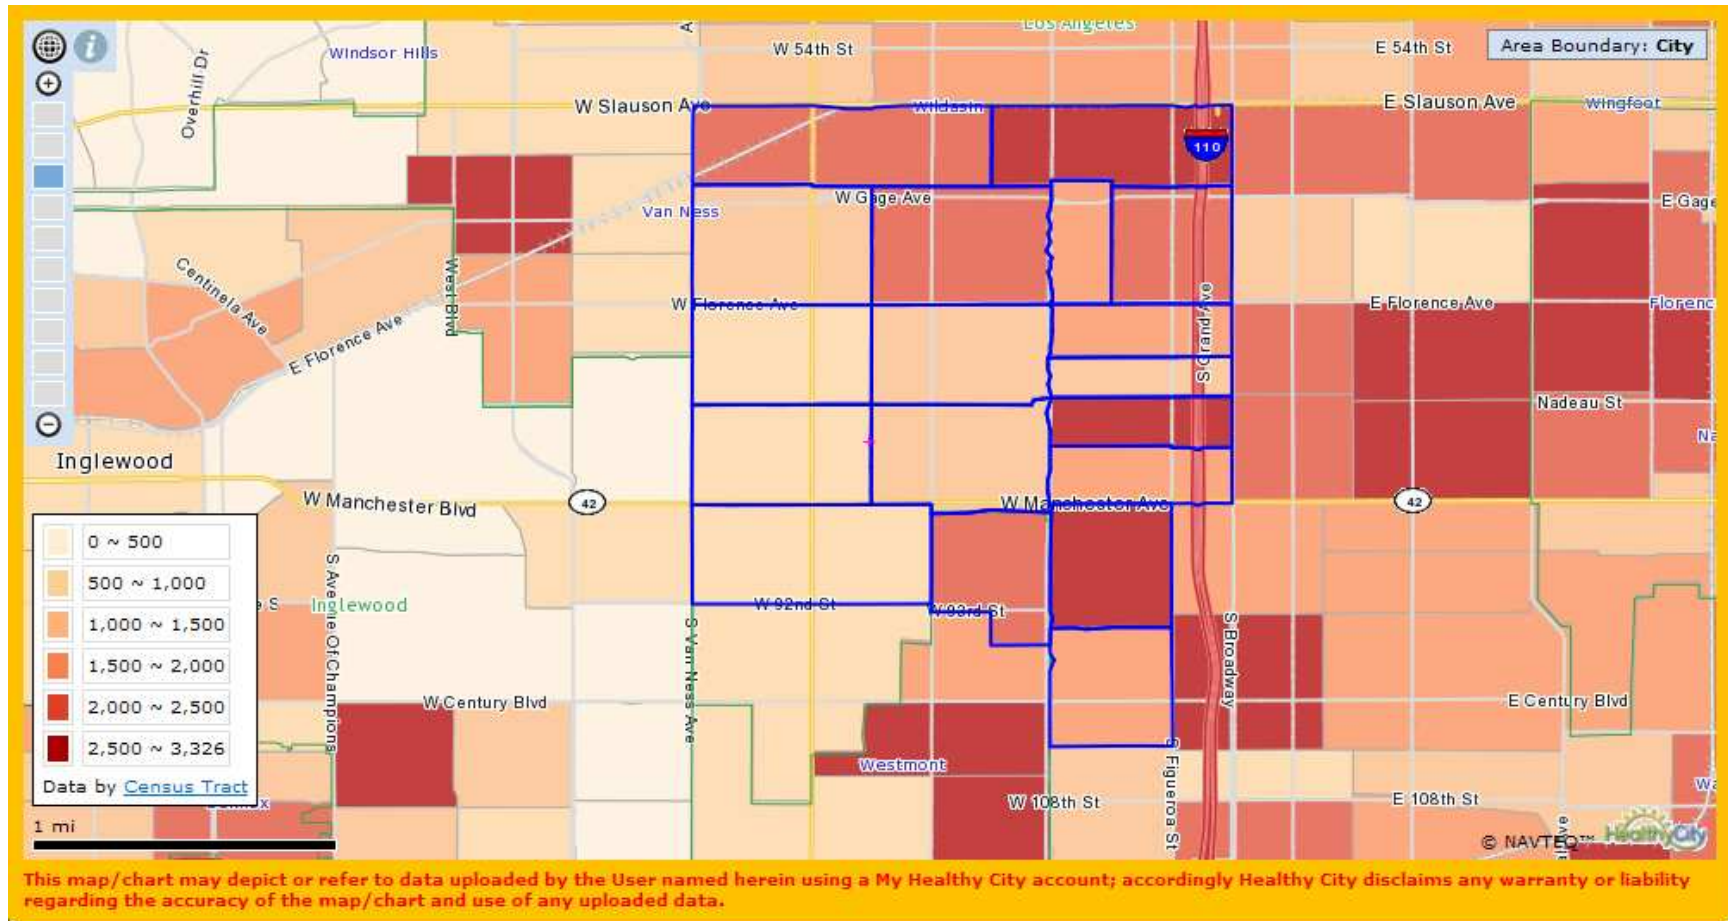 Los Angeles
Windsor Hills
W 54th St
E 54th St
Area Boundary: City
Overhill Dr
W Slauson Ave
Wildasin
E Slauson Ave
Wingfoot
110
W Gage Ave
E Gage
Van Ness
Centinela Ave
West Blvd
E Florence Ave
W Florence Ave
S Grand Ave
E Florence Ave
Florenc
Nadeau St
Na
Inglewood
W Manchester Blvd
42
W Manchester Ave
42
0 ~ 500
500 ~ 1,000
1,000 ~ 1,500
1,500 ~ 2,000
2,000 ~ 2,500
2,500 ~ 3,326
Data by Census Tract
S Avenue Of Champions
Inglewood
W 92nd St
W 93rd St
S Van Ness Ave
S Broadway
W Century Blvd
E Century Blvd
Westmont
S Figueroa St
W 108th St
E 108th St
Wa
1 mi
© NAVTEQ™
HealthyCity
This map/chart may depict or refer to data uploaded by the User named herein using a My Healthy City account; accordingly Healthy City disclaims any warranty or liability
regarding the accuracy of the map/chart and use of any uploaded data.